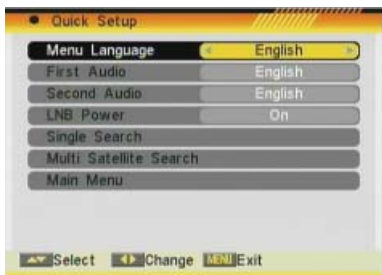 Quick Setup
Menu Language English
First Audio English
Second Audio English
LNB Power On
Single Search
Multi Satellite Search
Main Menu
Select Change MENU Exit